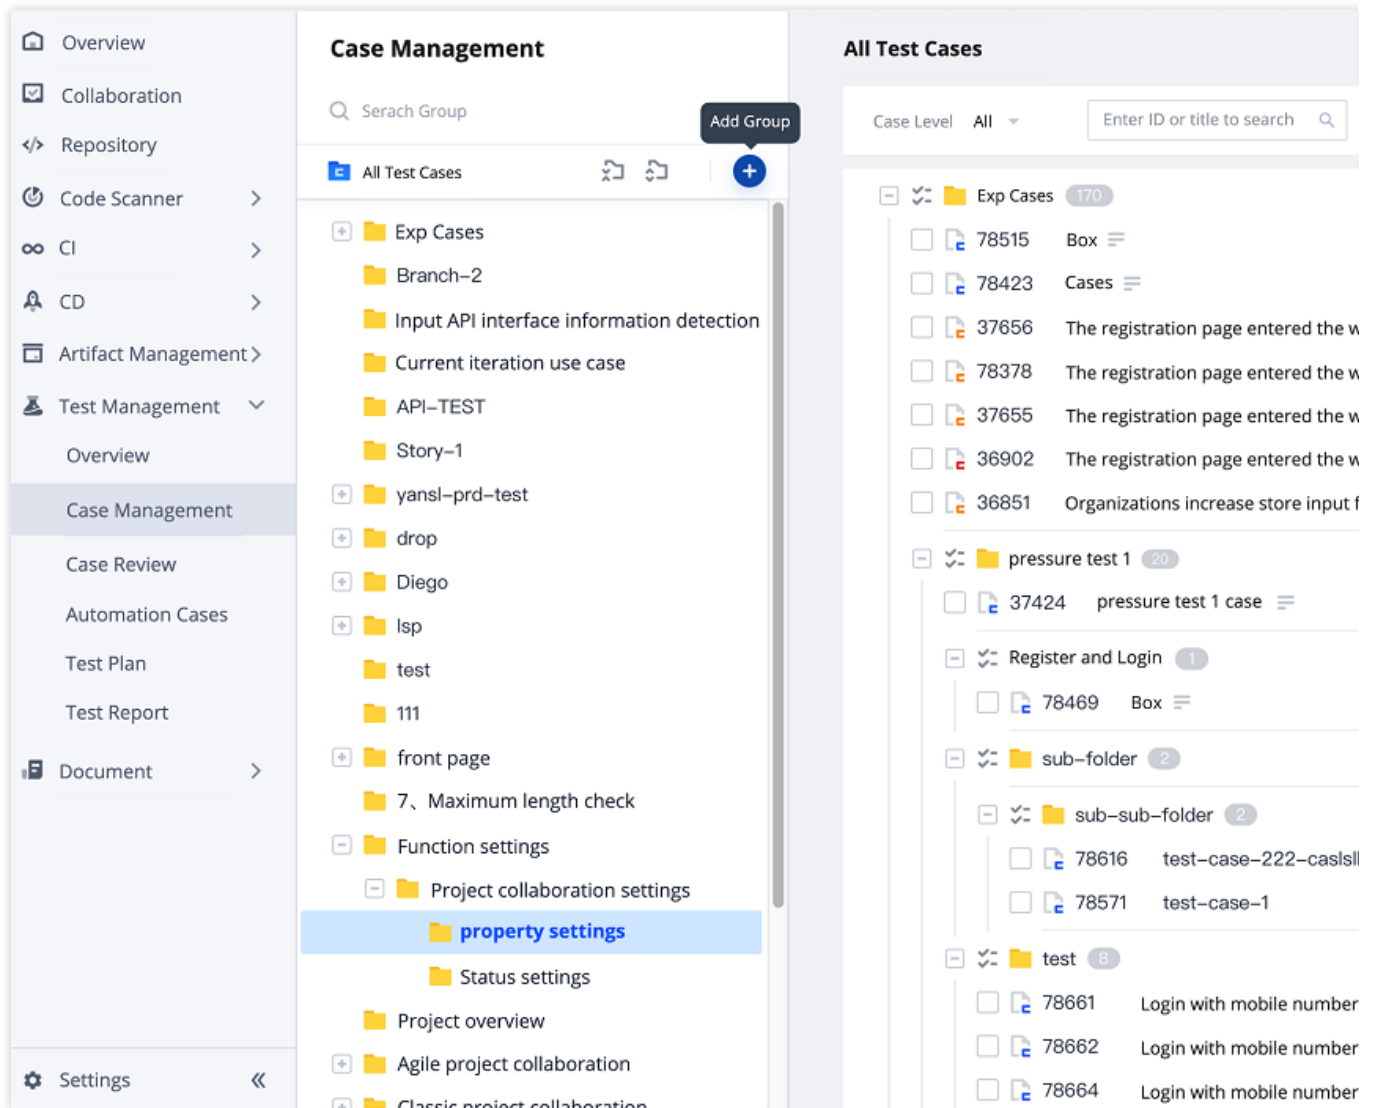 Overview
Collaboration
Repository
Code Scanner
CI
CD
Artifact Management
Test Management
Overview
Case Management
Case Review
Automation Cases
Test Plan
Test Report
Document
Settings
Case Management
Serach Group
Add Group
All Test Cases
Exp Cases
Branch-2
Input API interface information detection
Current iteration use case
API-TEST
Story-1
yansl-prd-test
drop
Diego
lsp
test
111
front page
7、Maximum length check
Function settings
Project collaboration settings
property settings
Status settings
Project overview
Agile project collaboration
Classic project collaboration
All Test Cases
Case Level All
Enter ID or title to search
Exp Cases 170
78515 Box
78423 Cases
37656 The registration page entered the w
78378 The registration page entered the w
37655 The registration page entered the w
36902 The registration page entered the w
36851 Organizations increase store input f
pressure test 1 20
37424 pressure test 1 case
Register and Login 1
78469 Box
sub-folder 2
sub-sub-folder 2
78616 test-case-222-caslsll
78571 test-case-1
test 8
78661 Login with mobile number
78662 Login with mobile number
78664 Login with mobile number